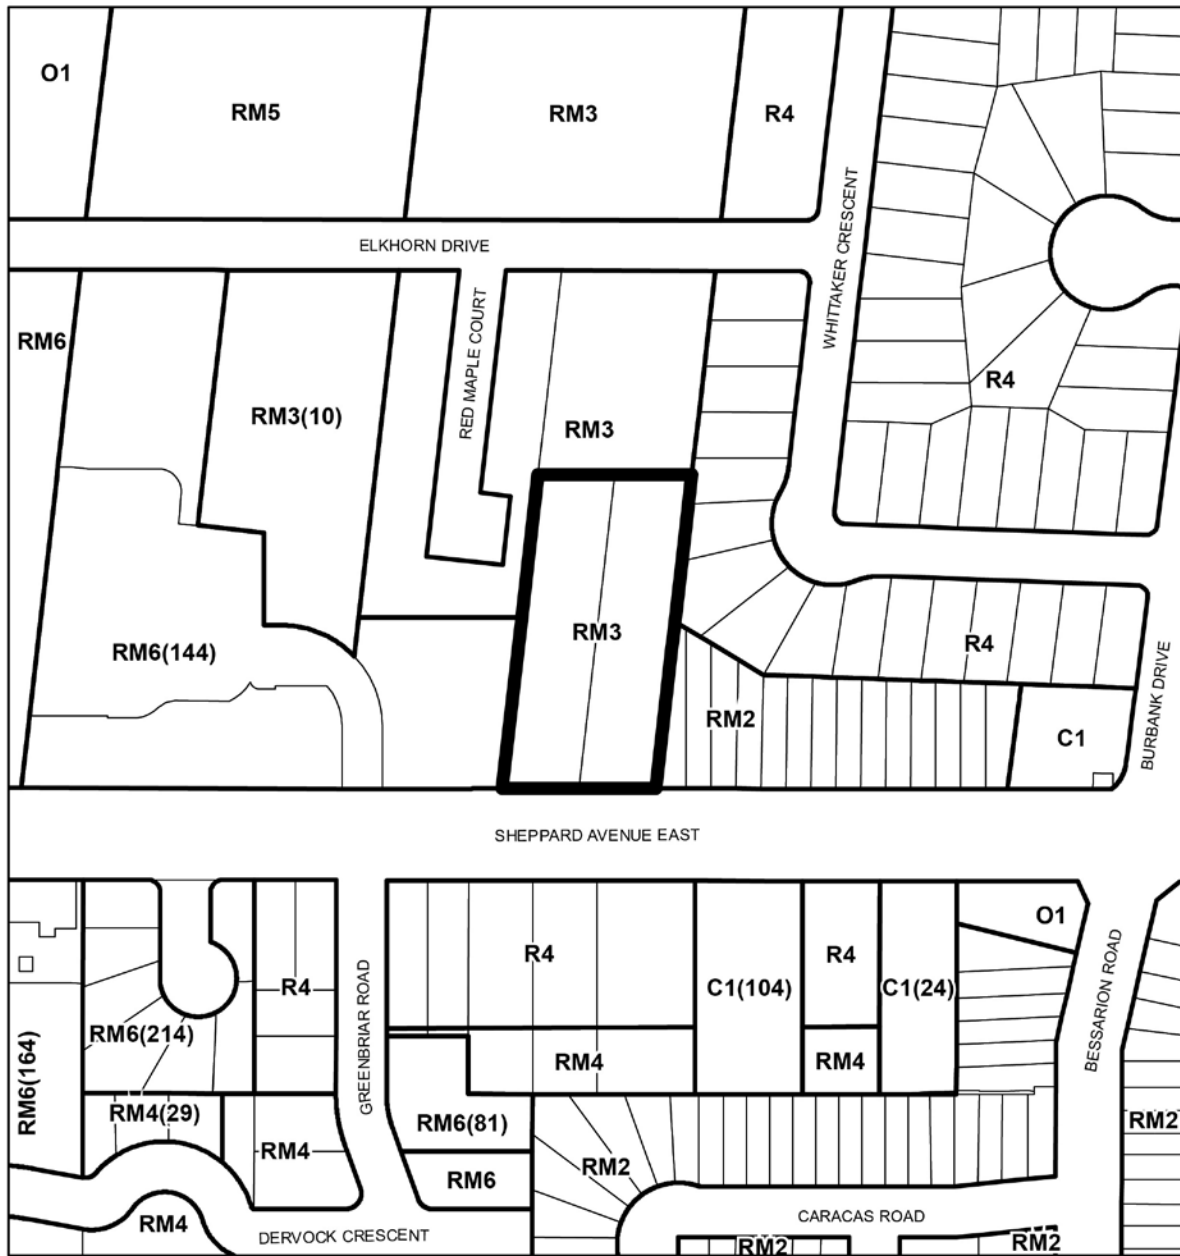 O1
RM5
RM3
R4
ELKHORN DRIVE
WHITTAKER CRESCENT
RM6
RED MAPLE COURT
RM3(10)
RM3
R4
RM3
RM6(144)
R4
RM2
C1
BURBANK DRIVE
SHEPPARD AVENUE EAST
O1
R4
R4
R4
C1(104)
C1(24)
GREENBRIAR ROAD
BESSARION ROAD
RM6(214)
RM6(164)
RM4
RM4
RM4(29)
RM6(81)
RM2
RM4
RM2
RM6
RM4
CARACAS ROAD
DERVOCK CRESCENT
RM2
RM2